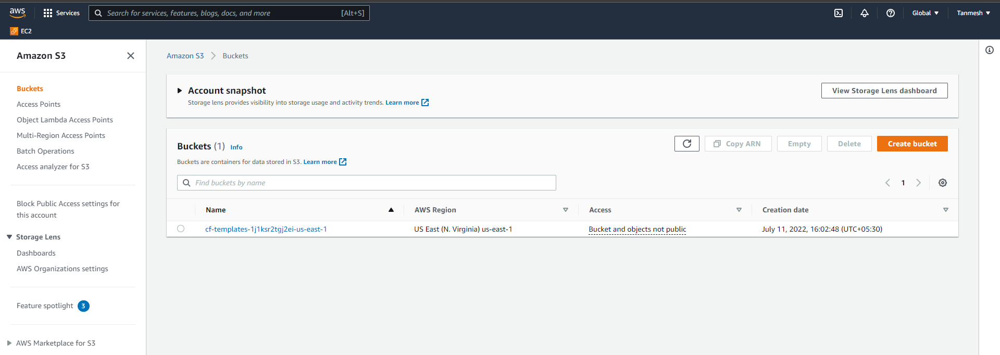 aws
Services
Search for services, features, blogs, docs, and more [Alt+S]
Global
Tanmesh
EC2
Amazon S3
Buckets
Access Points
Object Lambda Access Points
Multi-Region Access Points
Batch Operations
Access analyzer for S3
Block Public Access settings for
this account
Storage Lens
Dashboards
AWS Organizations settings
Feature spotlight 3
AWS Marketplace for S3
Amazon S3 Buckets
Account snapshot
View Storage Lens dashboard
Storage lens provides visibility into storage usage and activity trends. Learn more
Buckets (1) Info
Copy ARN Empty Delete Create bucket
Buckets are containers for data stored in S3. Learn more
Find buckets by name
1
Name AWS Region Access Creation date
cf-templates-1j1ksr2tgj2ei-us-east-1 US East (N. Virginia) us-east-1 Bucket and objects not public July 11, 2022, 16:02:48 (UTC+05:30)